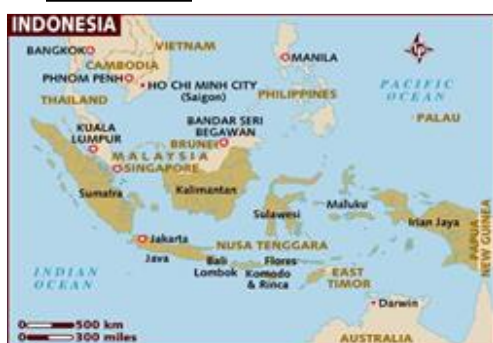 INDONESIA
BANGKOK
VIETNAM
CAMBODIA
PHNOM PENH
MANILA
HO CHI MINH CITY
(Saigon)
THAILAND
PHILIPPINES
PACIFIC
OCEAN
PALAU
KUALA
LUMPUR
BANDAR SERI
BEGAWAN
BRUNEI
MALAYSIA
SINGAPORE
Sumatra
Kalimantan
Sulawesi
Maluku
Irian Jaya
PAPUA
NEW GUINEA
Jakarta
Java
NUSA TENGGARA
Bali
Lombok
Flores
Komodo
& Rinca
EAST
TIMOR
INDIAN
OCEAN
Darwin
0 500 km
0 300 miles
AUSTRALIA